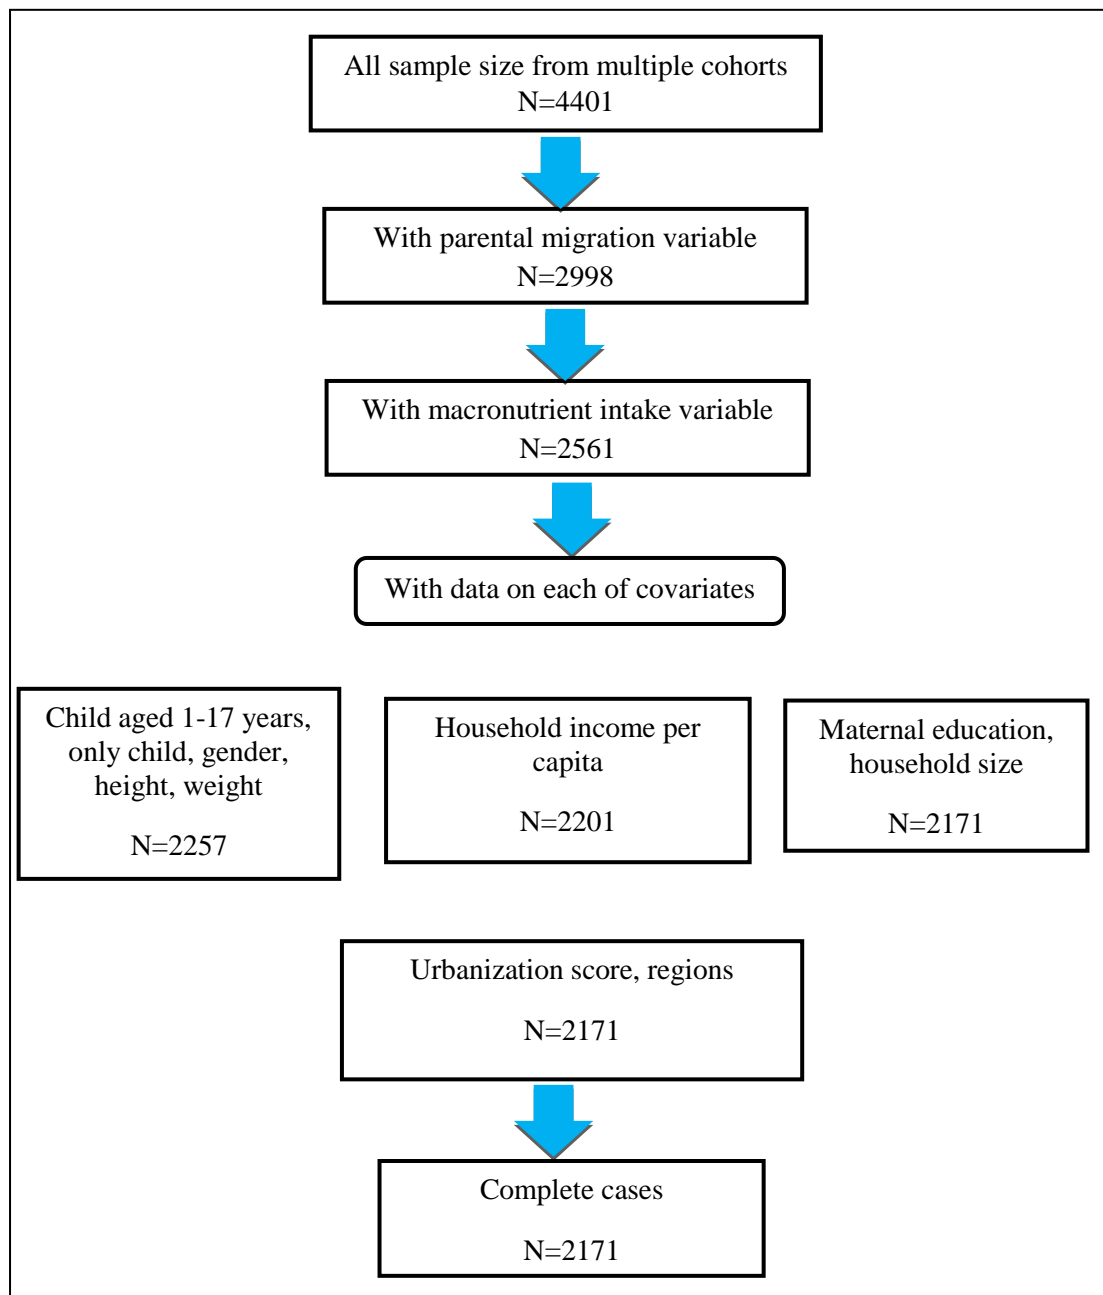 All sample size from multiple cohorts
N=4401
With parental migration variable
N=2998
With macronutrient intake variable
N=2561
With data on each of covariates
Child aged 1-17 years,
only child, gender,
height, weight
N=2257
Household income per
capita
N=2201
Maternal education,
household size
N=2171
Urbanization score, regions
N=2171
Complete cases
N=2171